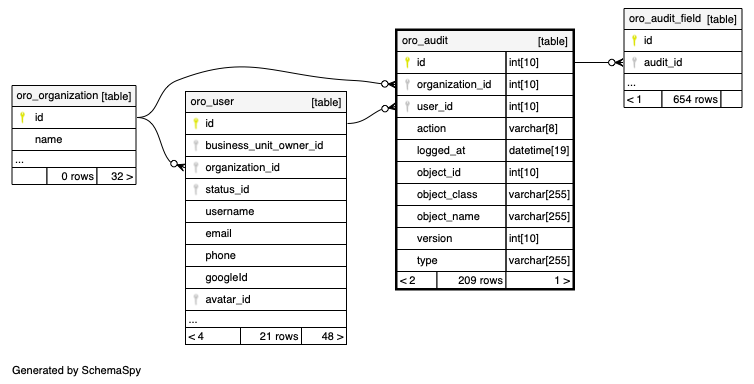 oro_organization [table]
id
name
...
0 rows 32 >
oro_user [table]
id
business_unit_owner_id
organization_id
status_id
username
email
phone
googleId
avatar_id
...
< 4 21 rows 48 >
oro_audit [table]
id int[10]
organization_id int[10]
user_id int[10]
action varchar[8]
logged_at datetime[19]
object_id int[10]
object_class varchar[255]
object_name varchar[255]
version int[10]
type varchar[255]
< 2 209 rows 1 >
oro_audit_field [table]
id
audit_id
...
< 1 654 rows
Generated by SchemaSpy